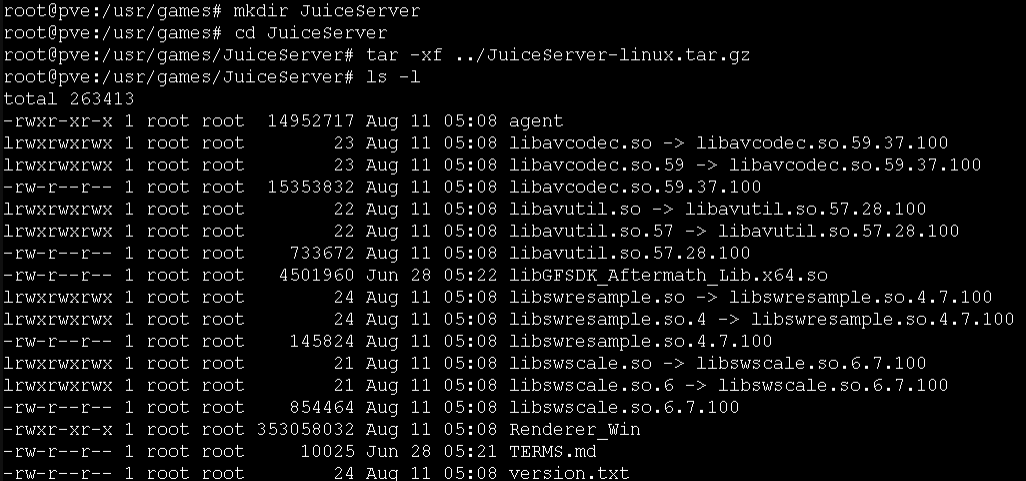 root@pve:/usr/games# mkdir JuiceServer
root@pve:/usr/games# cd JuiceServer
root@pve:/usr/games/JuiceServer# tar -xf ../JuiceServer-linux.tar.gz
root@pve:/usr/games/JuiceServer# ls -l
total 263413
-rwxr-xr-x 1 root root  14952717 Aug 11 05:08 agent
lrwxrwxrwx 1 root root        23 Aug 11 05:08 libavcodec.so -> libavcodec.so.59.37.100
lrwxrwxrwx 1 root root        23 Aug 11 05:08 libavcodec.so.59 -> libavcodec.so.59.37.100
-rw-r--r-- 1 root root  15353832 Aug 11 05:08 libavcodec.so.59.37.100
lrwxrwxrwx 1 root root        22 Aug 11 05:08 libavutil.so -> libavutil.so.57.28.100
lrwxrwxrwx 1 root root        22 Aug 11 05:08 libavutil.so.57 -> libavutil.so.57.28.100
-rw-r--r-- 1 root root    733672 Aug 11 05:08 libavutil.so.57.28.100
-rw-r--r-- 1 root root   4501960 Jun 28 05:22 libGFSDK_Aftermath_Lib.x64.so
lrwxrwxrwx 1 root root        24 Aug 11 05:08 libswresample.so -> libswresample.so.4.7.100
lrwxrwxrwx 1 root root        24 Aug 11 05:08 libswresample.so.4 -> libswresample.so.4.7.100
-rw-r--r-- 1 root root    145824 Aug 11 05:08 libswresample.so.4.7.100
lrwxrwxrwx 1 root root        21 Aug 11 05:08 libswscale.so -> libswscale.so.6.7.100
lrwxrwxrwx 1 root root        21 Aug 11 05:08 libswscale.so.6 -> libswscale.so.6.7.100
-rw-r--r-- 1 root root    854464 Aug 11 05:08 libswscale.so.6.7.100
-rwxr-xr-x 1 root root 353058032 Aug 11 05:08 Renderer_Win
-rw-r--r-- 1 root root     10025 Jun 28 05:21 TERMS.md
-rw-r--r-- 1 root root        24 Aug 11 05:08 version.txt